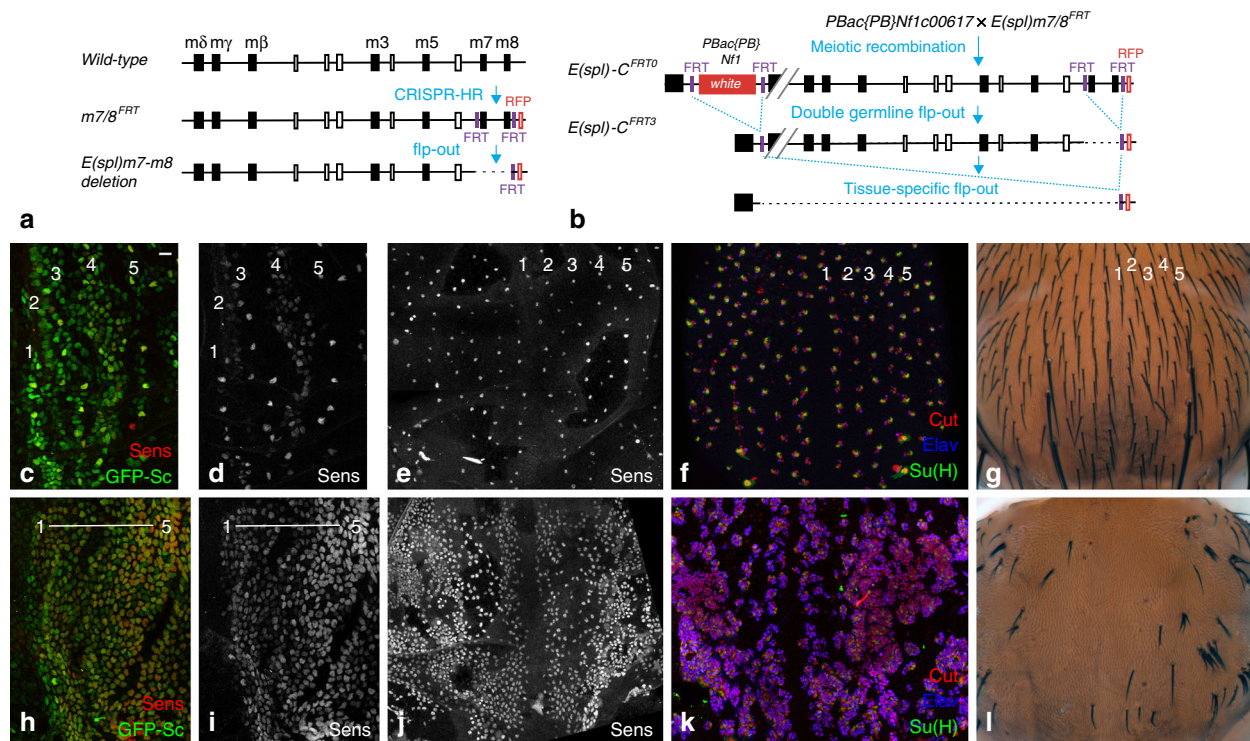 mδ mγ mβ m3 m5 m7 m8
Wild-type
CRISPR-HR
RFP
m7/8FRT
FRT FRT
flp-out
E(spl)m7-m8
deletion
FRT
a
PBac{PB}Nf1c00617 × E(spl)m7/8FRT
PBac{PB}
Nf1
Meiotic recombination
RFP
FRT FRT FRT FRT
E(spl)-CFRT0
white
Double germline flp-out
E(spl)-CFRT3
Tissue-specific flp-out
b
3 4 5
2
1
Sens
GFP-Sc
c
3 4 5
2
1
d
Sens
1 2 3 4 5
e
Sens
1 2 3 4 5
Cut
Elav
Su(H)
f
1 2 3 4 5
g
1 5
Sens
GFP-Sc
h
1 5
i
Sens
j
Sens
Cut
Elav
Su(H)
k
l